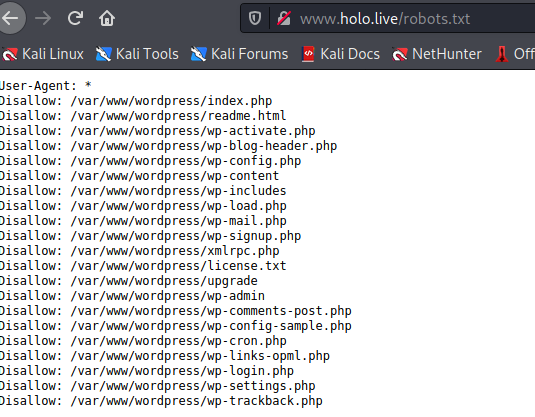 www.holo.live/robots.txt
Kali Linux Kali Tools Kali Forums Kali Docs NetHunter Off
User-Agent: *
Disallow: /var/www/wordpress/index.php
Disallow: /var/www/wordpress/readme.html
Disallow: /var/www/wordpress/wp-activate.php
Disallow: /var/www/wordpress/wp-blog-header.php
Disallow: /var/www/wordpress/wp-config.php
Disallow: /var/www/wordpress/wp-content
Disallow: /var/www/wordpress/wp-includes
Disallow: /var/www/wordpress/wp-load.php
Disallow: /var/www/wordpress/wp-mail.php
Disallow: /var/www/wordpress/wp-signup.php
Disallow: /var/www/wordpress/xmlrpc.php
Disallow: /var/www/wordpress/license.txt
Disallow: /var/www/wordpress/upgrade
Disallow: /var/www/wordpress/wp-admin
Disallow: /var/www/wordpress/wp-comments-post.php
Disallow: /var/www/wordpress/wp-config-sample.php
Disallow: /var/www/wordpress/wp-cron.php
Disallow: /var/www/wordpress/wp-links-opml.php
Disallow: /var/www/wordpress/wp-login.php
Disallow: /var/www/wordpress/wp-settings.php
Disallow: /var/www/wordpress/wp-trackback.php